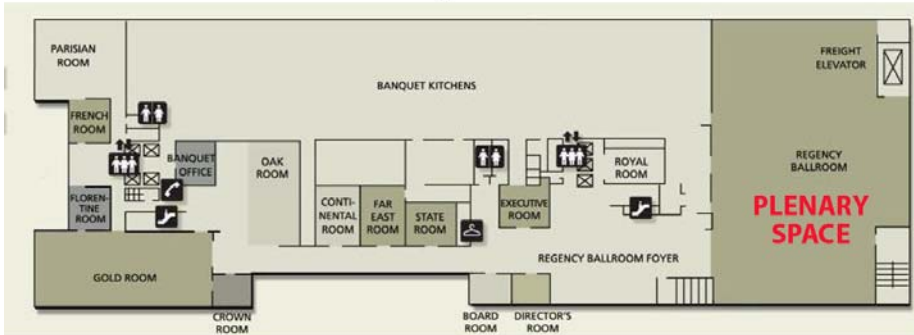 PARISIAN
ROOM
FRENCH
ROOM
BANQUET KITCHENS
FREIGHT
ELEVATOR
BANQUET
OFFICE
OAK
ROOM
ROYAL
ROOM
REGENCY
BALLROOM
FLOREN-
TINE
ROOM
CONTI-
NENTAL
ROOM
FAR
EAST
ROOM
STATE
ROOM
EXECUTIVE
ROOM
PLENARY
SPACE
GOLD ROOM
REGENCY BALLROOM FOYER
CROWN
ROOM
BOARD
ROOM
DIRECTOR'S
ROOM